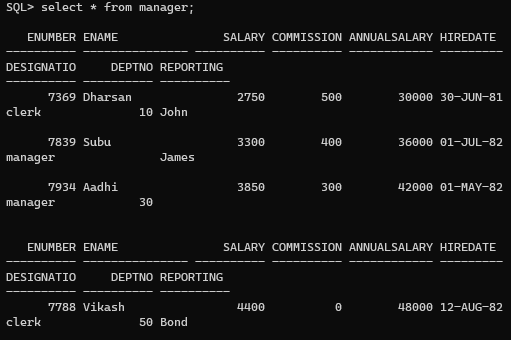 SQL> select * from manager;
ENUMBER ENAME SALARY COMMISSION ANNUALSALARY HIREDATE
---------- --------------- ---------- ---------- ------------ ---------
DESIGNATIO DEPTNO REPORTING
---------- ---------- ----------
7369 Dharsan 2750 500 30000 30-JUN-81
clerk 10 John
7839 Subu 3300 400 36000 01-JUL-82
manager James
7934 Aadhi 3850 300 42000 01-MAY-82
manager 30
ENUMBER ENAME SALARY COMMISSION ANNUALSALARY HIREDATE
---------- --------------- ---------- ---------- ------------ ---------
DESIGNATIO DEPTNO REPORTING
---------- ---------- ----------
7788 Vikash 4400 0 48000 12-AUG-82
clerk 50 Bond